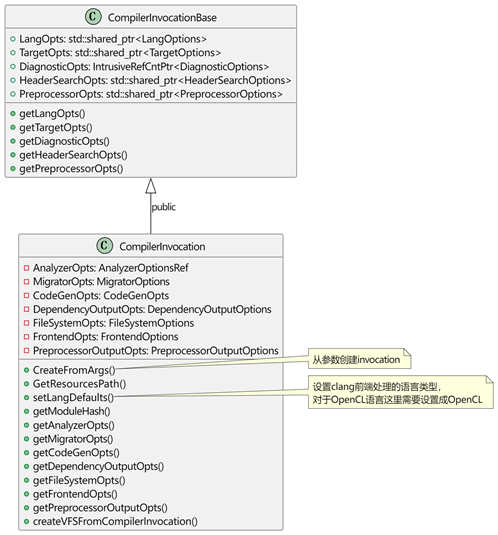 C CompilerInvocationBase
LangOpts: std::shared_ptr<LangOptions>
TargetOpts: std::shared_ptr<TargetOptions>
DiagnosticOpts: IntrusiveRefCntPtr<DiagnosticOptions>
HeaderSearchOpts: std::shared_ptr<HeaderSearchOptions>
PreprocessorOpts: std::shared_ptr<PreprocessorOptions>
getLangOpts()
getTargetOpts()
getDiagnosticOpts()
getHeaderSearchOpts()
getPreprocessorOpts()
public
C CompilerInvocation
AnalyzerOpts: AnalyzerOptionsRef
MigratorOpts: MigratorOptions
CodeGenOpts: CodeGenOpts
DependencyOutputOpts: DependencyOutputOptions
FileSystemOpts: FileSystemOptions
FrontendOpts: FrontendOptions
PreprocessorOutputOpts: PreprocessorOutputOptions
CreateFromArgs()
GetResourcesPath()
setLangDefaults()
getModuleHash()
getAnalyzerOpts()
getMigratorOpts()
getCodeGenOpts()
getDependencyOutputOpts()
getFileSystemOpts()
getFrontendOpts()
getPreprocessorOutputOpts()
createVFSFromCompilerInvocation()
从参数创建invocation
设置clang前端处理的语言类型，
对于OpenCL语言这里需要设置成OpenCL